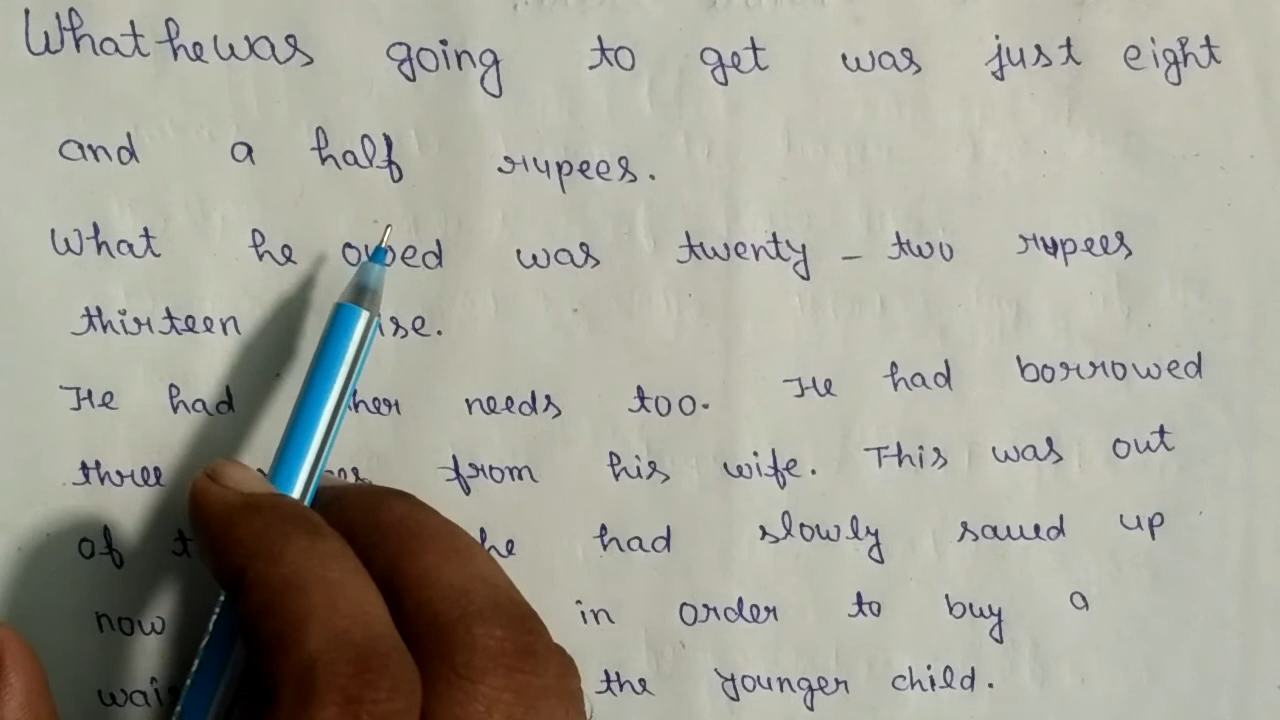 What he was going to get was just eight
and a half rupees.
What he owed was twenty - two rupees
thirteen
He had needs too. He had borrowed
three from his wife. This was out
of he had slowly saved up
now in order to buy a
the younger child.